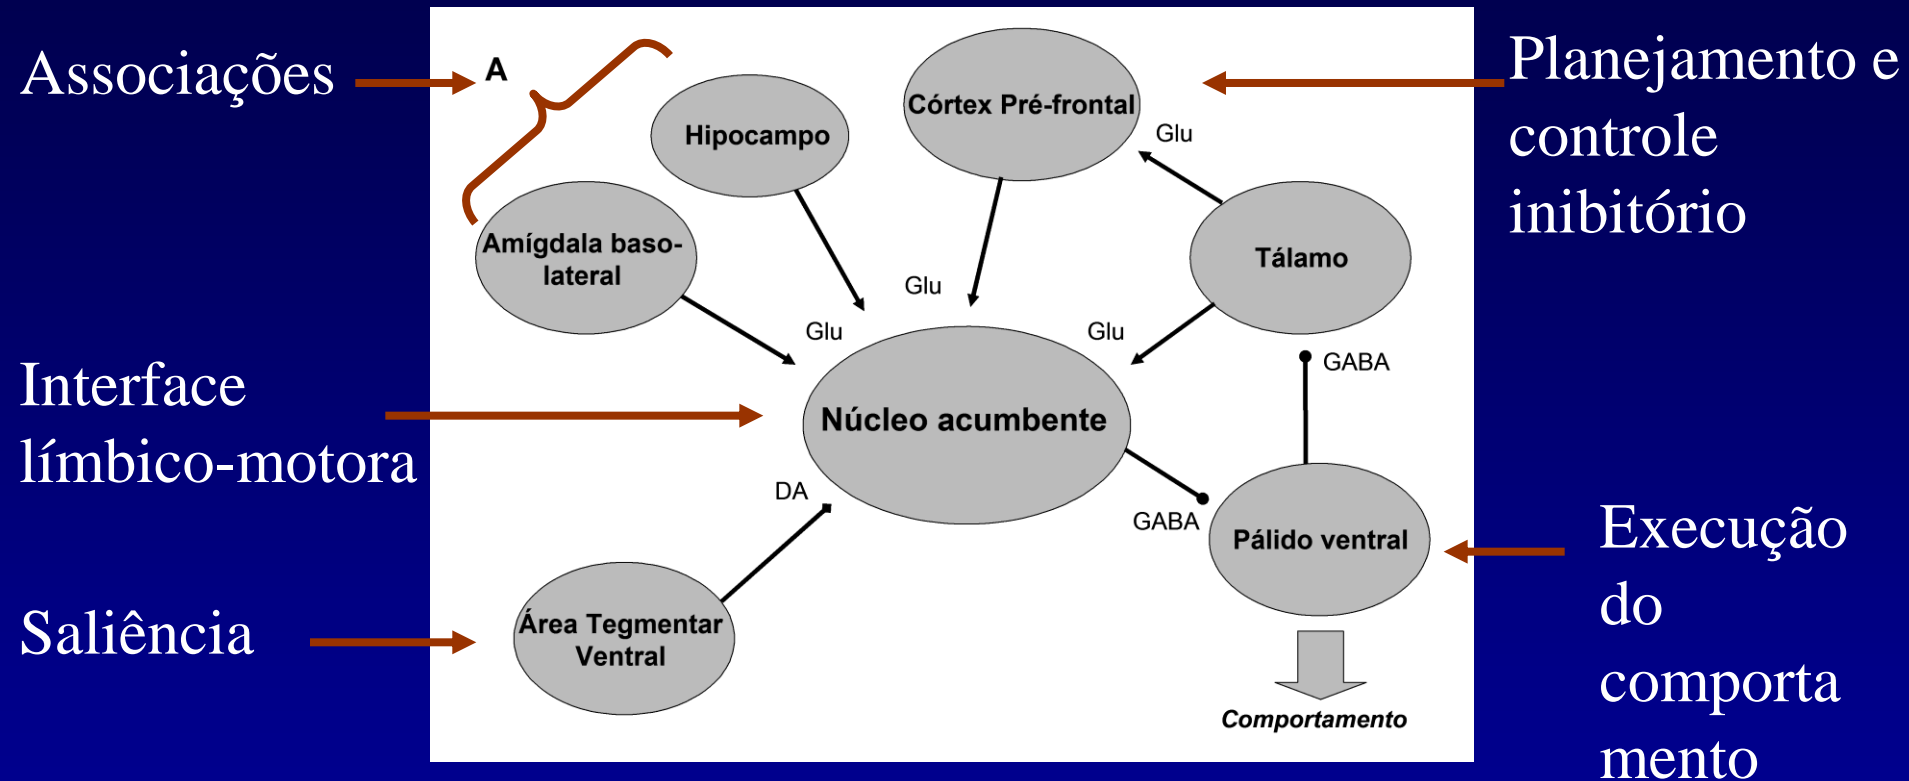 Associações
A
Hipocampo
Córtex Pré-frontal
Glu
Planejamento e
controle
inibitório
Amígdala baso-
lateral
Tálamo
Glu
Glu
Glu
GABA
Interface
límbico-motora
Núcleo acumbente
DA
GABA
Pálido ventral
Execução
do
comporta
mento
Saliência
Área Tegmentar
Ventral
Comportamento